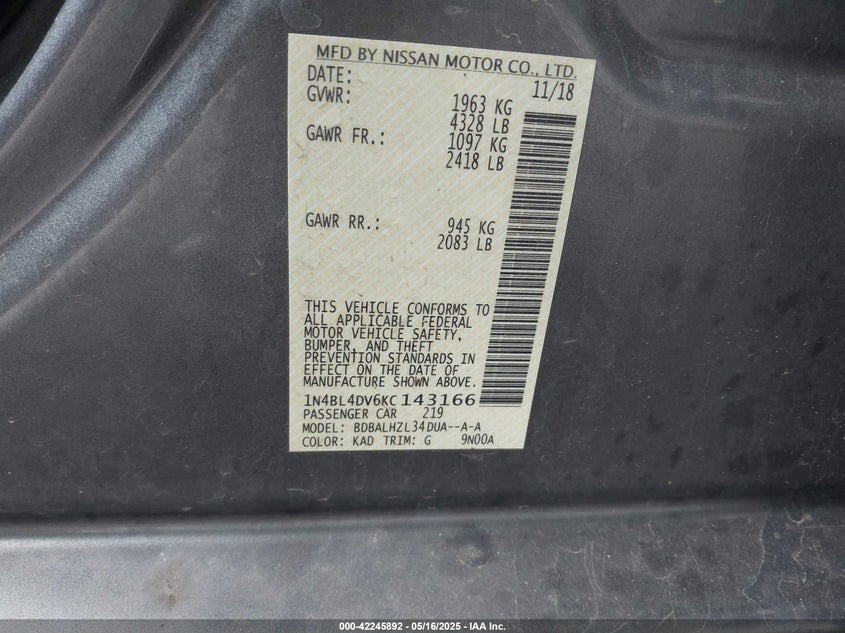 MFD BY NISSAN MOTOR CO., LTD.
DATE: 11/18
GVWR: 1963 KG
4328 LB
GAWR FR.: 1097 KG
2418 LB
GAWR RR.: 945 KG
2083 LB
THIS VEHICLE CONFORMS TO
ALL APPLICABLE FEDERAL
MOTOR VEHICLE SAFETY,
BUMPER, AND THEFT
PREVENTION STANDARDS IN
EFFECT ON THE DATE OF
MANUFACTURE SHOWN ABOVE.
1N4BL4DV6KC143166
PASSENGER CAR 219
MODEL: BDBALHZL34DUA--A-A
COLOR: KAD TRIM: G 9N00A
000-42245892 - 05/16/2025 - IAA Inc.